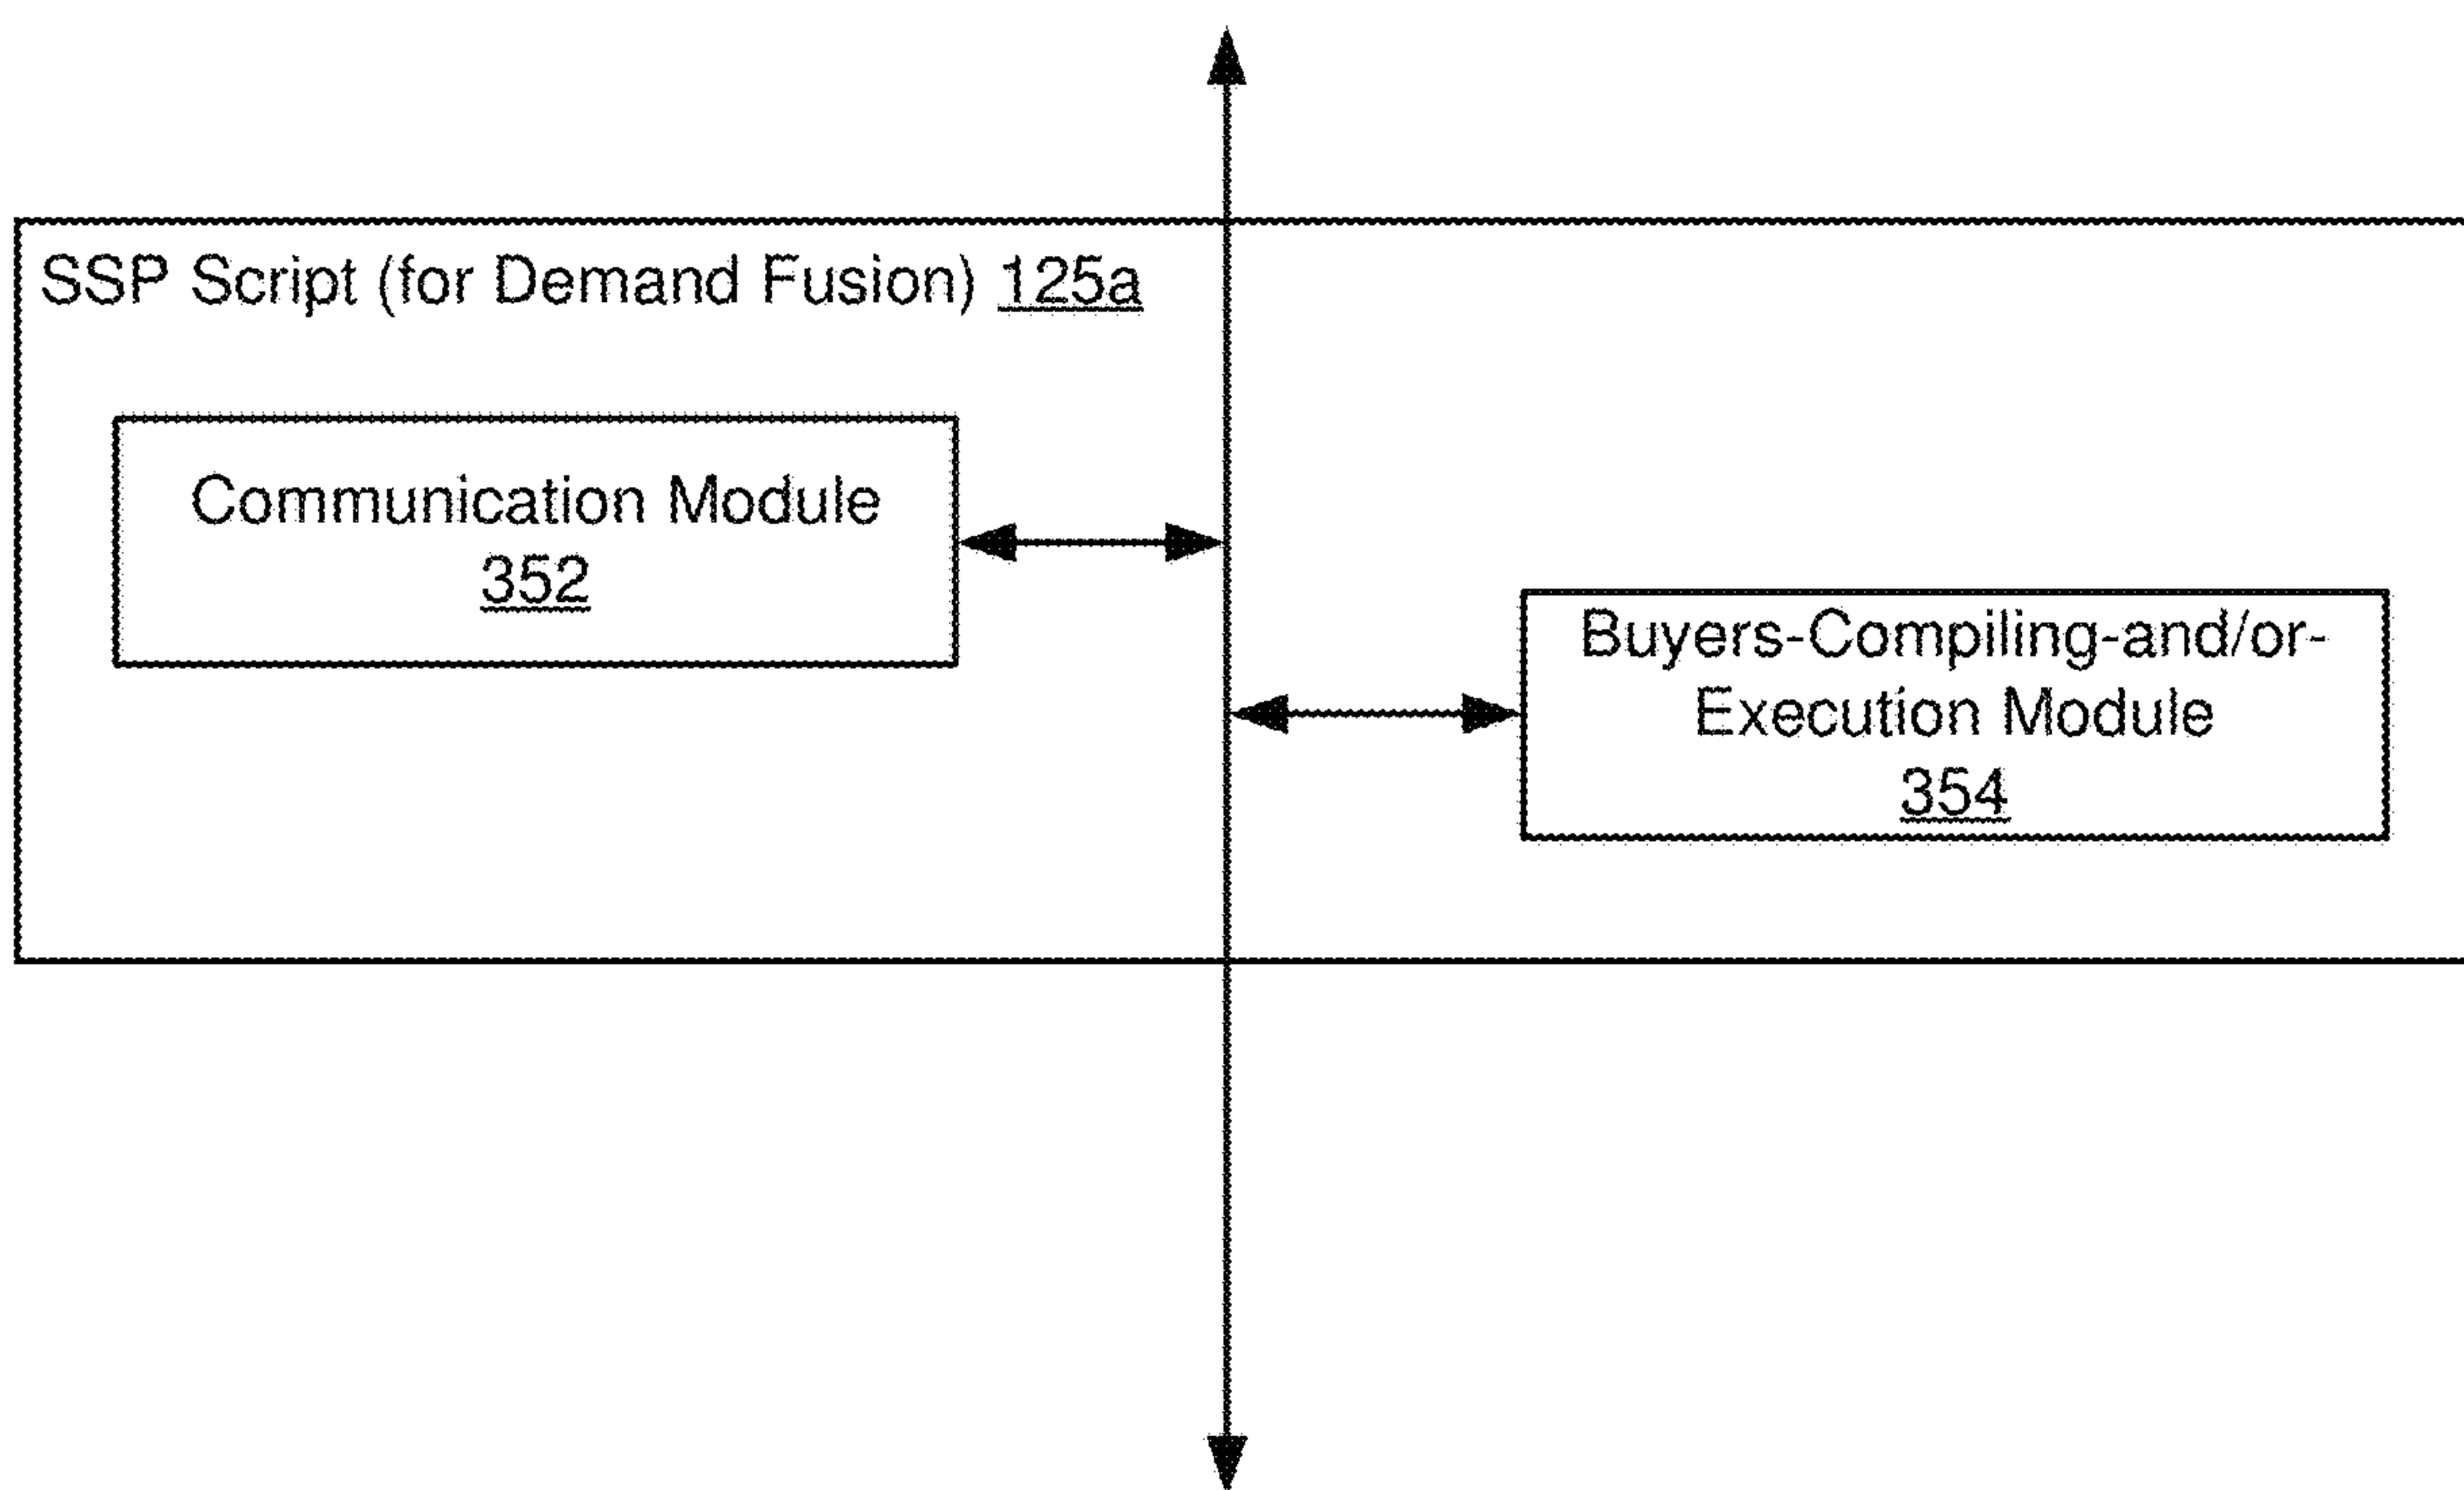 SSP Script (for Demand Fusion) 125a
Communication Module
352
Buyers-Compiling-and/or-
Execution Module
354